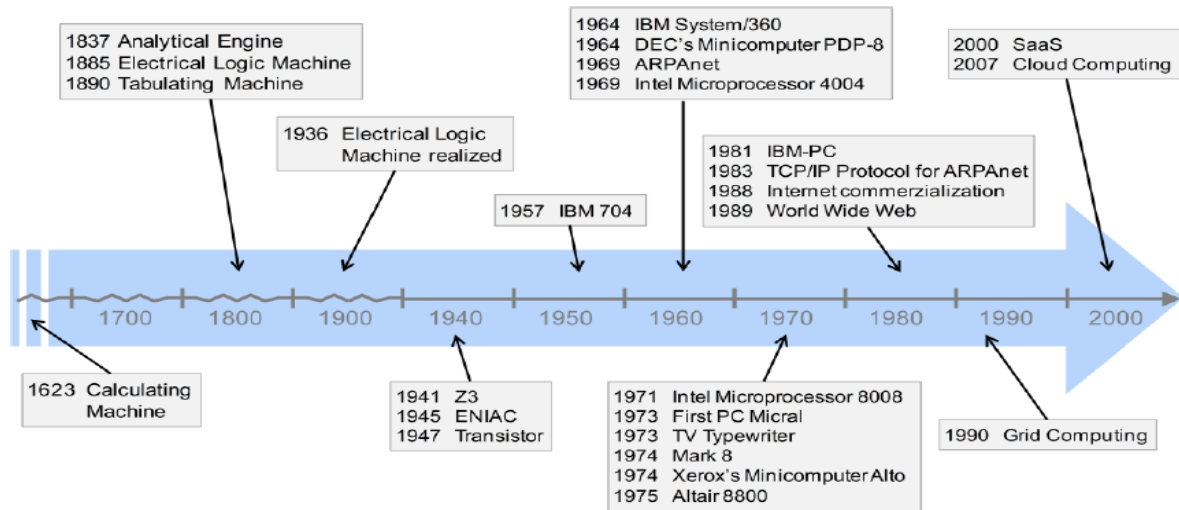 1837 Analytical Engine
1885 Electrical Logic Machine
1890 Tabulating Machine
1936 Electrical Logic
Machine realized
1957 IBM 704
1964 IBM System/360
1964 DEC's Minicomputer PDP-8
1969 ARPAnet
1969 Intel Microprocessor 4004
1981 IBM-PC
1983 TCP/IP Protocol for ARPAnet
1988 Internet commerzialization
1989 World Wide Web
2000 SaaS
2007 Cloud Computing
1700 1800 1900 1940 1950 1960 1970 1980 1990 2000
1623 Calculating
Machine
1941 Z3
1945 ENIAC
1947 Transistor
1971 Intel Microprocessor 8008
1973 First PC Micral
1973 TV Typewriter
1974 Mark 8
1974 Xerox's Minicomputer Alto
1975 Altair 8800
1990 Grid Computing